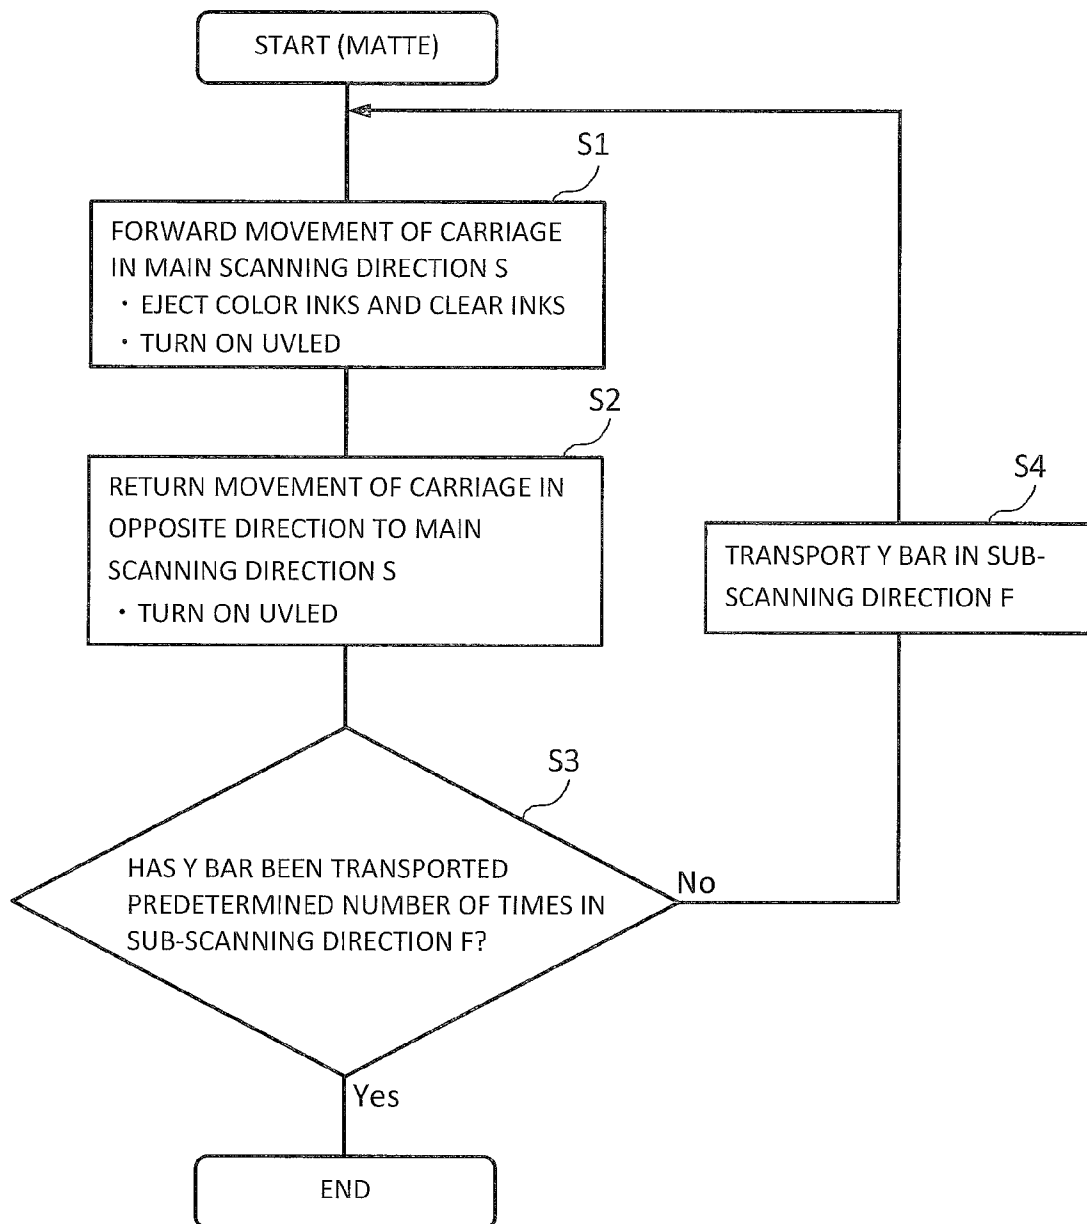 START (MATTE)
S1
FORWARD MOVEMENT OF CARRIAGE
IN MAIN SCANNING DIRECTION S
・EJECT COLOR INKS AND CLEAR INKS
・TURN ON UVLED
S2
RETURN MOVEMENT OF CARRIAGE IN
OPPOSITE DIRECTION TO MAIN
SCANNING DIRECTION S
・TURN ON UVLED
S4
TRANSPORT Y BAR IN SUB-
SCANNING DIRECTION F
S3
HAS Y BAR BEEN TRANSPORTED
PREDETERMINED NUMBER OF TIMES IN
SUB-SCANNING DIRECTION F?
No
Yes
END